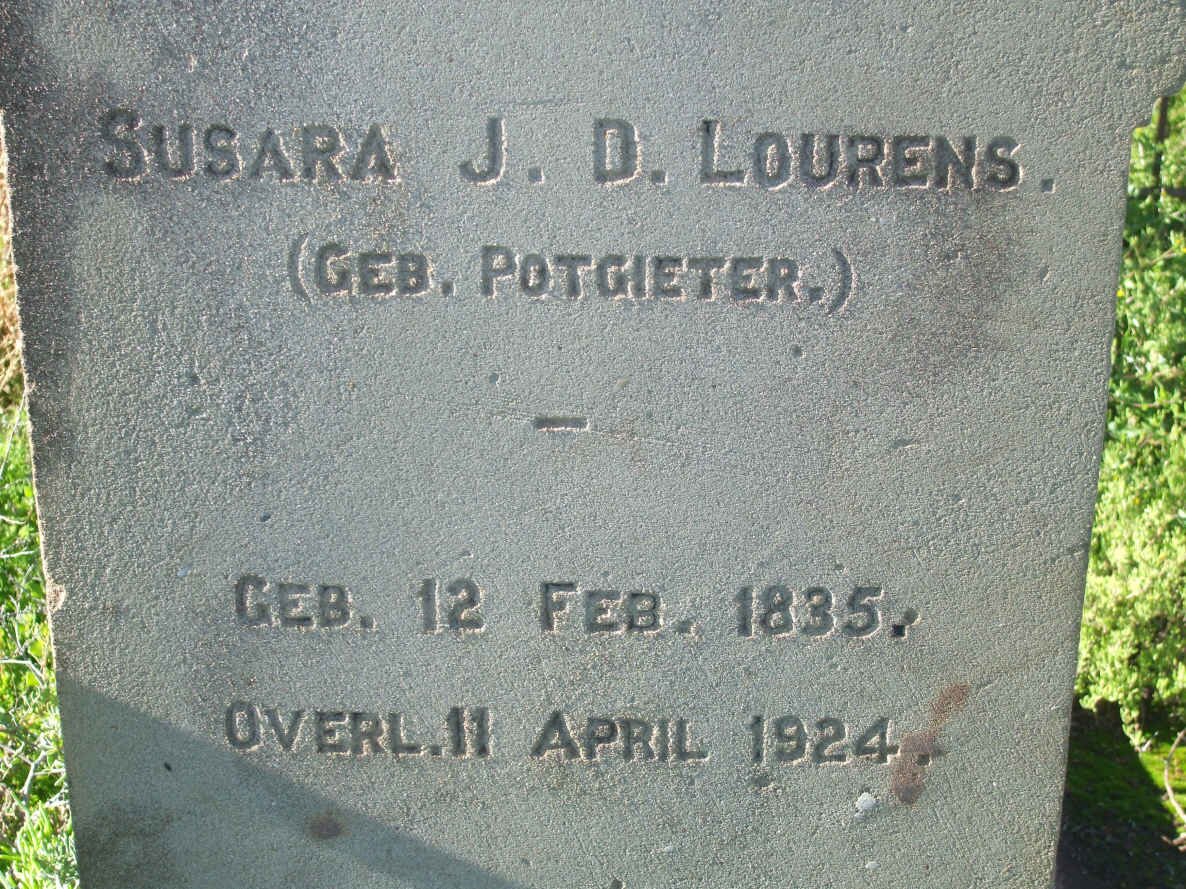 SUSARA J. D. LOURENS.
(GEB. POTGIETER.)
—
GEB. 12 FEB. 1835.
OVERL. 11 APRIL 1924.